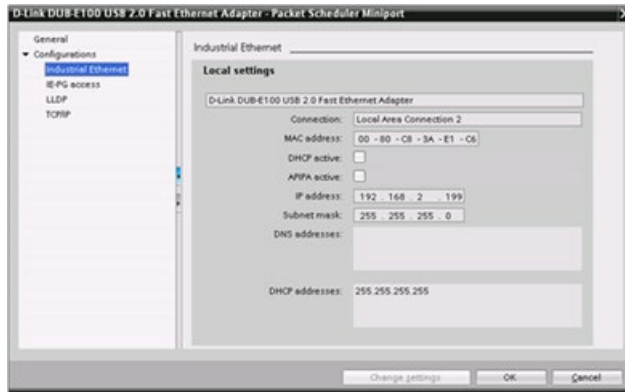 D-Link DUB-E100 USB 2.0 Fast Ethernet Adapter - Packet Scheduler Miniport
General
Configurations
Industrial Ethernet
IE-PG access
LLDP
TCP/IP
Industrial Ethernet
Local settings
D-Link DUB-E100 USB 2.0 Fast Ethernet Adapter
Connection: Local Area Connection 2
MAC address: 00 - 80 - C8 - 3A - E1 - C6
DHCP active:
APIPA active:
IP address: 192 . 168 . 2 . 199
Subnet mask: 255 . 255 . 255 . 0
DNS addresses:
DHCP addresses: 255.255.255.255
Change settings OK Cancel